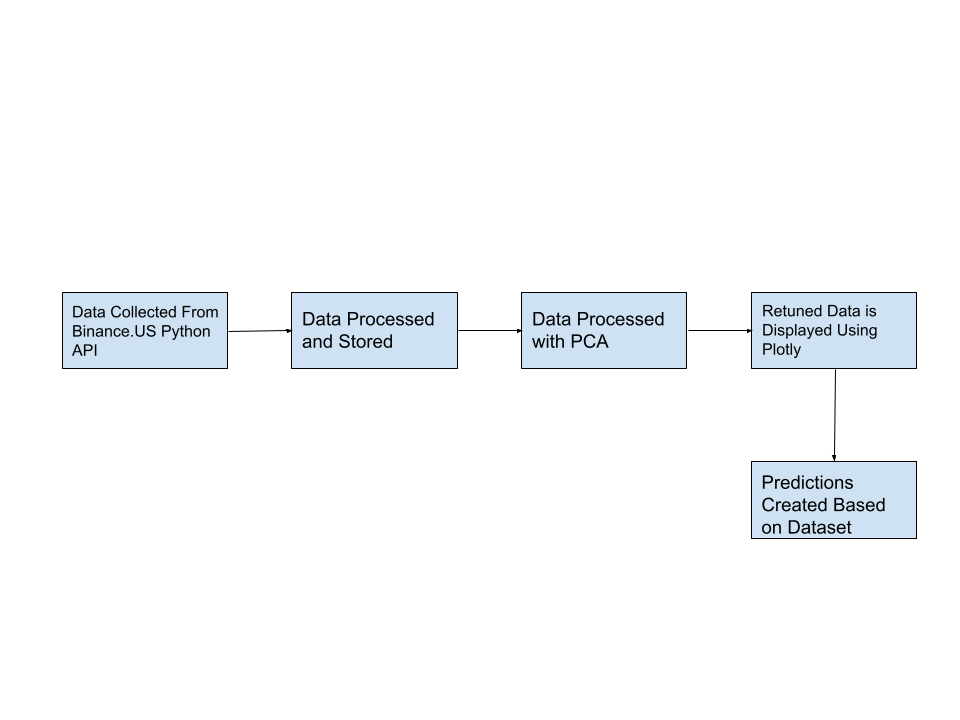 Data Collected From
Binance.US Python
API
Data Processed
and Stored
Data Processed
with PCA
Retuned Data is
Displayed Using
Plotly
Predictions
Created Based
on Dataset